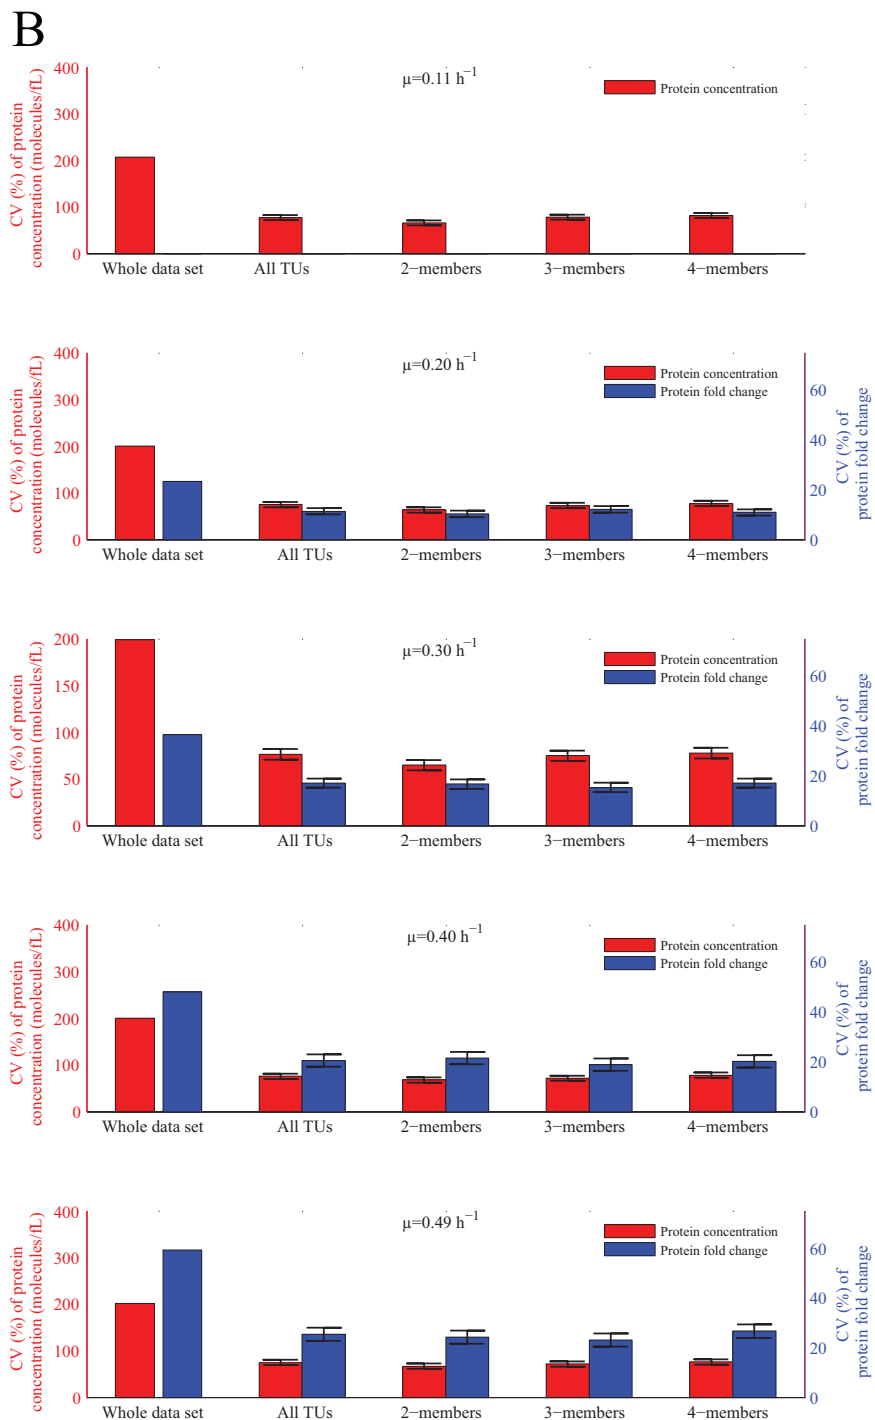 B
μ=0.11 h⁻¹
Protein concentration
CV (%) of protein
concentration (molecules/fL)
400
300
200
100
0
Whole data set All TUs 2−members 3−members 4−members
μ=0.20 h⁻¹
Protein concentration
Protein fold change
CV (%) of protein
concentration (molecules/fL)
400
300
200
100
0
60
40
20
0
CV (%) of
protein fold change
Whole data set All TUs 2−members 3−members 4−members
μ=0.30 h⁻¹
Protein concentration
Protein fold change
CV (%) of protein
concentration (molecules/fL)
200
150
100
50
0
60
40
20
0
CV (%) of
protein fold change
Whole data set All TUs 2−members 3−members 4−members
μ=0.40 h⁻¹
Protein concentration
Protein fold change
CV (%) of protein
concentration (molecules/fL)
400
300
200
100
0
60
40
20
0
CV (%) of
protein fold change
Whole data set All TUs 2−members 3−members 4−members
μ=0.49 h⁻¹
Protein concentration
Protein fold change
CV (%) of protein
concentration (molecules/fL)
400
300
200
100
0
60
40
20
0
CV (%) of
protein fold change
Whole data set All TUs 2−members 3−members 4−members